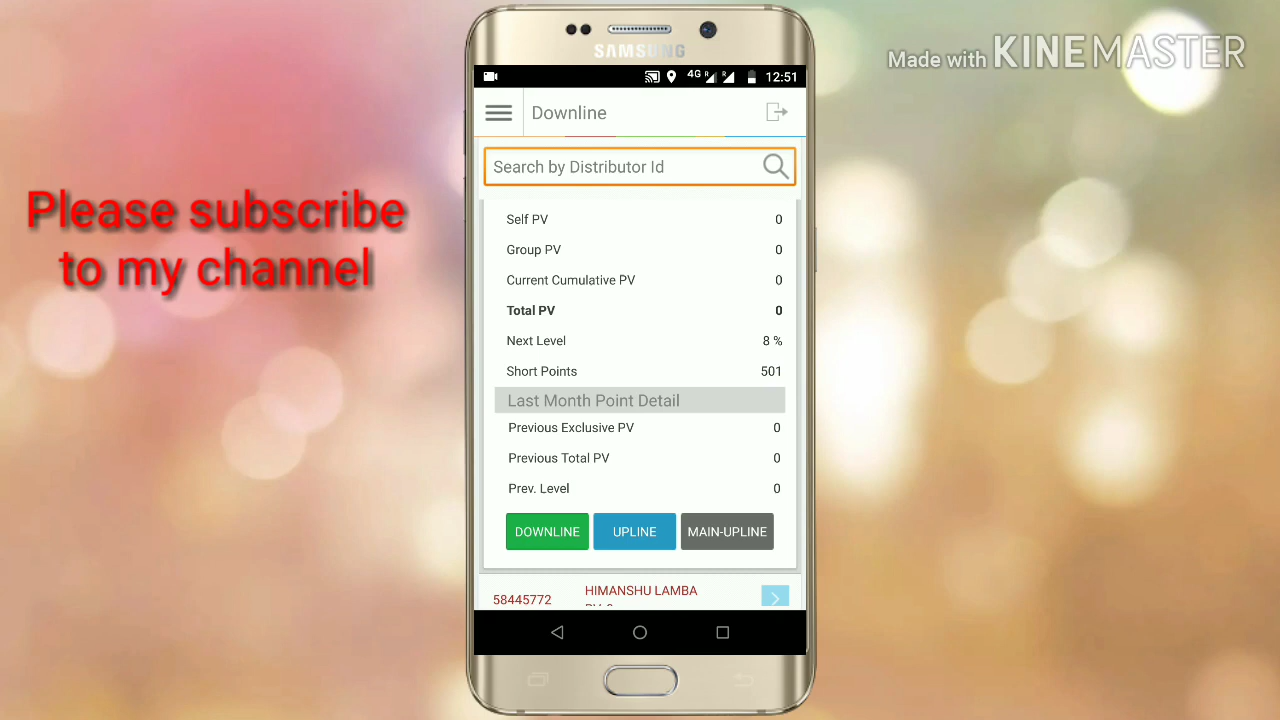 Made with KINEMASTER
SAMSUNG
4G R R 12:51
Downline
Search by Distributor Id
Please subscribe
to my channel
Self PV 0
Group PV 0
Current Cumulative PV 0
Total PV 0
Next Level 8 %
Short Points 501
Last Month Point Detail
Previous Exclusive PV 0
Previous Total PV 0
Prev. Level 0
DOWNLINE UPLINE MAIN-UPLINE
58445772 HIMANSHU LAMBA